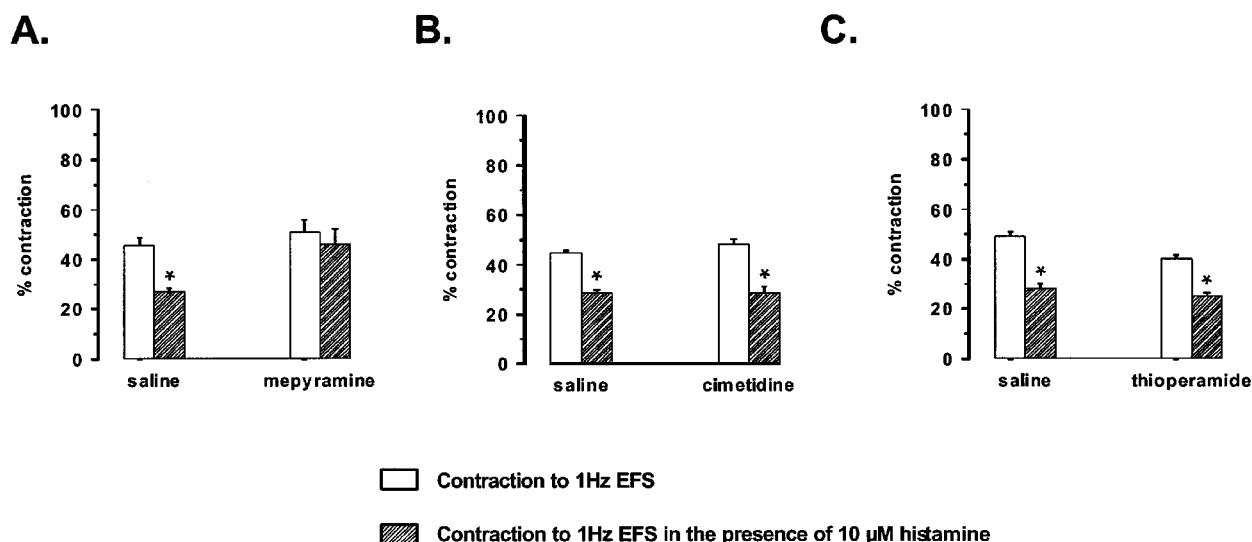 A.
B.
C.
% contraction
100
80
60
40
20
0
*
saline
mepyramine
% contraction
100
80
60
40
20
0
*
*
saline
cimetidine
% contraction
100
80
60
40
20
0
*
*
saline
thioperamide
Contraction to 1Hz EFS
Contraction to 1Hz EFS in the presence of 10 µM histamine